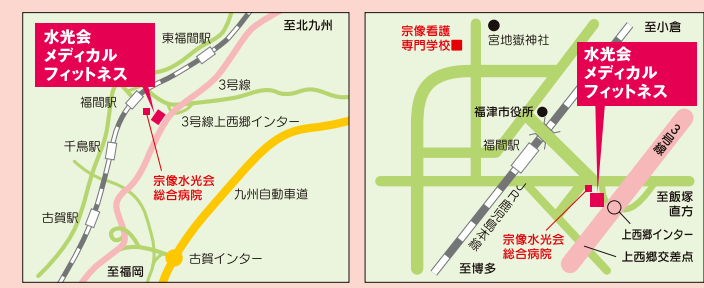 至北九州
水光会
メディカル
フィットネス
東福間駅
3号線
福間駅
3号線上西郷インター
千鳥駅
宗像水光会
総合病院
九州自動車道
古賀駅
古賀インター
至福岡
宗像看護
専門学校
宮地嶽神社
至小倉
水光会
メディカル
フィットネス
福津市役所
3号線
福間駅
JR鹿児島本線
至飯塚
直方
宗像水光会
総合病院
上西郷インター
上西郷交差点
至博多